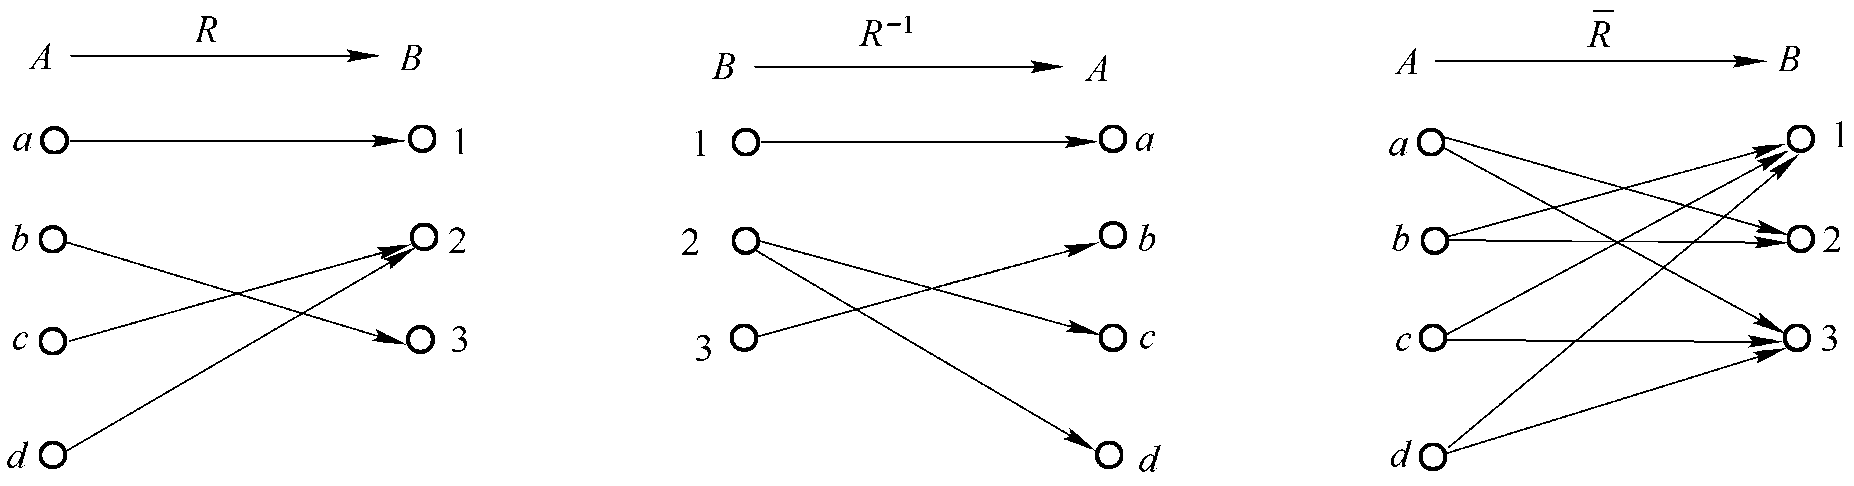 A R B
a 1
b 2
c 3
d
B R⁻¹ A
1 a
2 b
3 c
d
A R̅ B
a 1
b 2
c 3
d